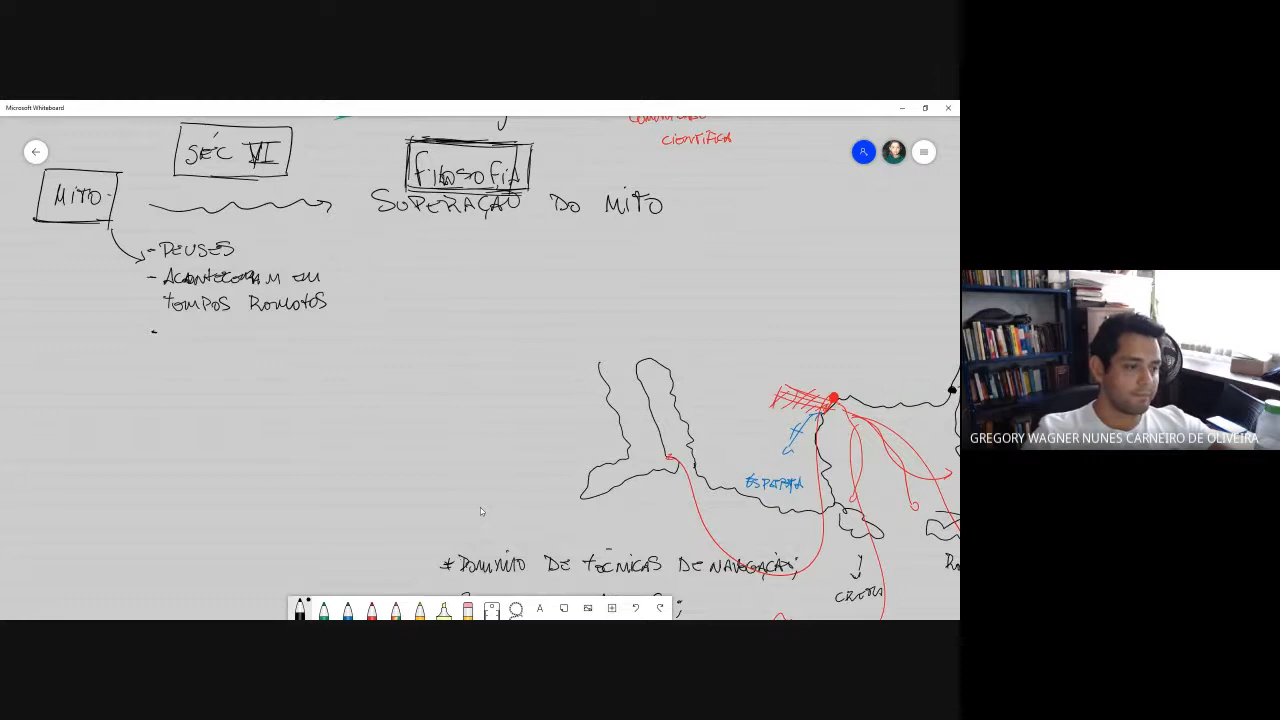 Microsoft Whiteboard
CIENTÍFICA
SÉC VI
FILOSOFIA
MITO
SUPERAÇÃO DO MITO
- DEUSES
- ACONTECERAM EM
TEMPOS REMOTOS
-
GREGORY WAGNER NUNES CARNEIRO DE OLIVEIRA
ESPARTA
* DOMÍNIO DE TÉCNICAS DE NAVEGAÇÃO;
CRETA
A